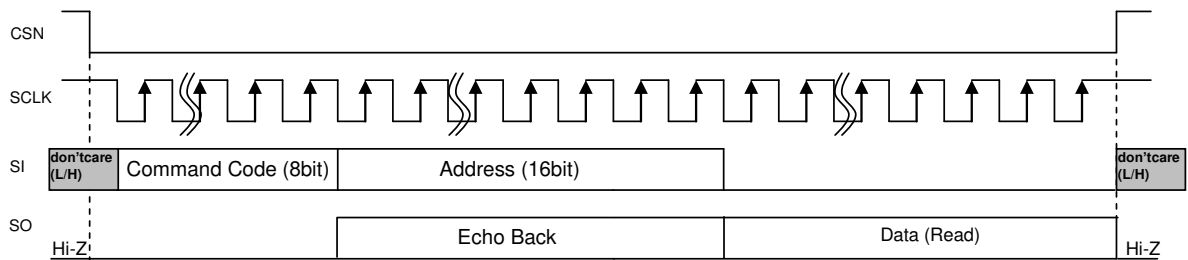 CSN
SCLK
SI
don'tcare
(L/H)
Command Code (8bit)
Address (16bit)
don'tcare
(L/H)
SO
Hi-Z
Echo Back
Data (Read)
Hi-Z